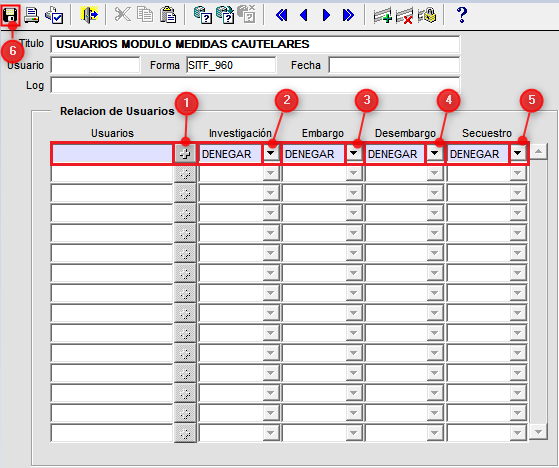 6
Titulo USUARIOS MODULO MEDIDAS CAUTELARES
Usuario Forma SITF_960 Fecha
Log
Relacion de Usuarios 1 2 3 4 5
Usuarios Investigación Embargo Desembargo Secuestro
DENEGAR DENEGAR DENEGAR DENEGAR